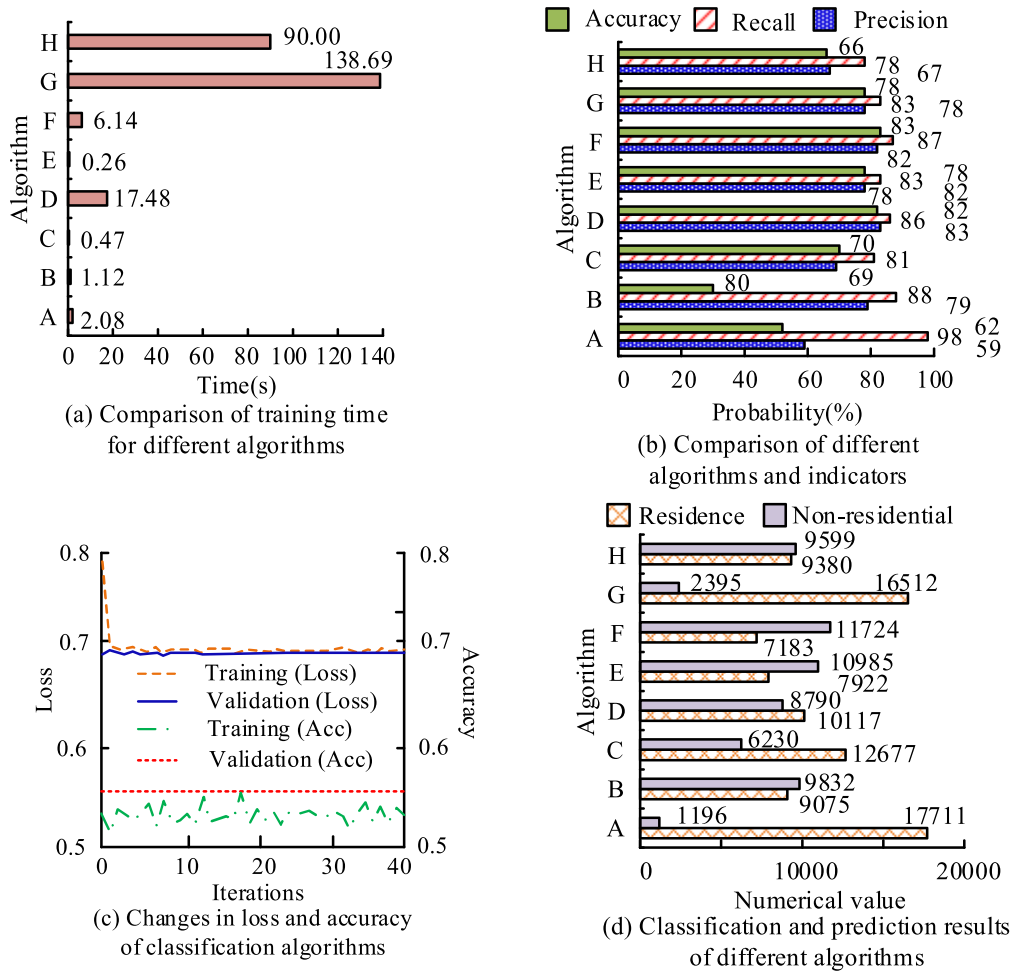 H
90.00
138.69
G
F
6.14
E
0.26
D
17.48
C
0.47
B
1.12
A
2.08
Algorithm
0 20 40 60 80 100 120 140
Time(s)
(a) Comparison of training time
for different algorithms
Accuracy Recall Precision
H
66
78
67
G
78
83
78
F
83
87
82
E
78
83
78
82
D
82
86
83
C
70
81
69
B
80
88
79
A
62
98
59
Algorithm
0 20 40 60 80 100
Probability(%)
(b) Comparison of different
algorithms and indicators
0.8
0.7
0.6
0.5
Loss
0.8
0.7
0.6
0.5
Accuracy
Training (Loss)
Validation (Loss)
Training (Acc)
Validation (Acc)
0 10 20 30 40
Iterations
(c) Changes in loss and accuracy
of classification algorithms
Residence Non-residential
H
9599
9380
G
2395
16512
F
11724
7183
E
10985
7922
D
8790
10117
C
6230
12677
B
9832
9075
A
1196
17711
Algorithm
0 10000 20000
Numerical value
(d) Classification and prediction results
of different algorithms